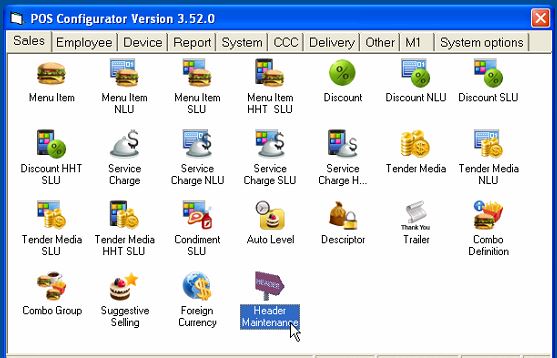 POS Configurator Version 3.52.0
Sales Employee Device Report System CCC Delivery Other M1 System options
Menu Item
Menu Item NLU
Menu Item SLU
Menu Item HHT SLU
Discount
Discount NLU
Discount SLU
Discount HHT SLU
Service Charge
Service Charge NLU
Service Charge SLU
Service Charge H...
Tender Media
Tender Media NLU
Tender Media SLU
Tender Media HHT SLU
Condiment SLU
Auto Level
Descriptor
Thank You
Trailer
Combo Definition
Combo Group
Suggestive Selling
Foreign Currency
HEADER
Header Maintenance